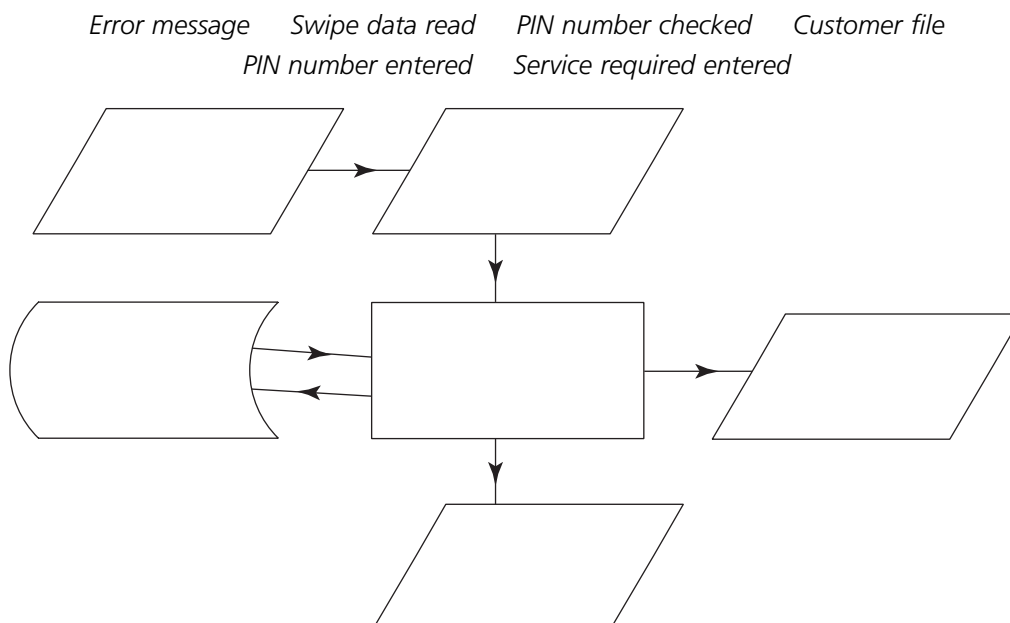 Error message Swipe data read PIN number checked Customer file
PIN number entered Service required entered